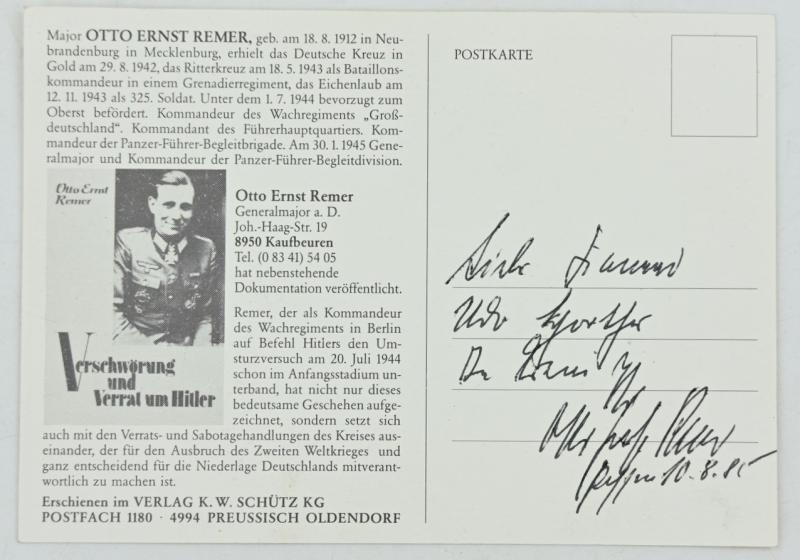 Major OTTO ERNST REMER, geb. am 18. 8. 1912 in Neu-
brandenburg in Mecklenburg, erhielt das Deutsche Kreuz in
Gold am 29. 8. 1942, das Ritterkreuz am 18. 5. 1943 als Bataillons-
kommandeur in einem Grenadierregiment, das Eichenlaub am
12. 11. 1943 als 325. Soldat. Unter dem 1. 7. 1944 bevorzugt zum
Oberst befördert. Kommandeur des Wachregiments „Groß-
deutschland“. Kommandant des Führerhauptquartiers. Kom-
mandeur der Panzer-Führer-Begleitbrigade. Am 30. 1. 1945 Gene-
ralmajor und Kommandeur der Panzer-Führer-Begleitdivision.
Otto Ernst
Remer
Verschwörung
und
Verrat um Hitler
Otto Ernst Remer
Generalmajor a. D.
Joh.-Haag-Str. 19
8950 Kaufbeuren
Tel. (0 83 41) 54 05
hat nebenstehende
Dokumentation veröffentlicht.
Remer, der als Kommandeur
des Wachregiments in Berlin
auf Befehl Hitlers den Um-
sturzversuch am 20. Juli 1944
schon im Anfangsstadium un-
terband, hat nicht nur dieses
bedeutsame Geschehen aufge-
zeichnet, sondern setzt sich
auch mit den Verrats- und Sabotagehandlungen des Kreises aus-
einander, der für den Ausbruch des Zweiten Weltkrieges und
ganz entscheidend für die Niederlage Deutschlands mitverant-
wortlich zu machen ist.
Erschienen im VERLAG K. W. SCHÜTZ KG
POSTFACH 1180 · 4994 PREUSSISCH OLDENDORF
POSTKARTE
Udo
10.8.85